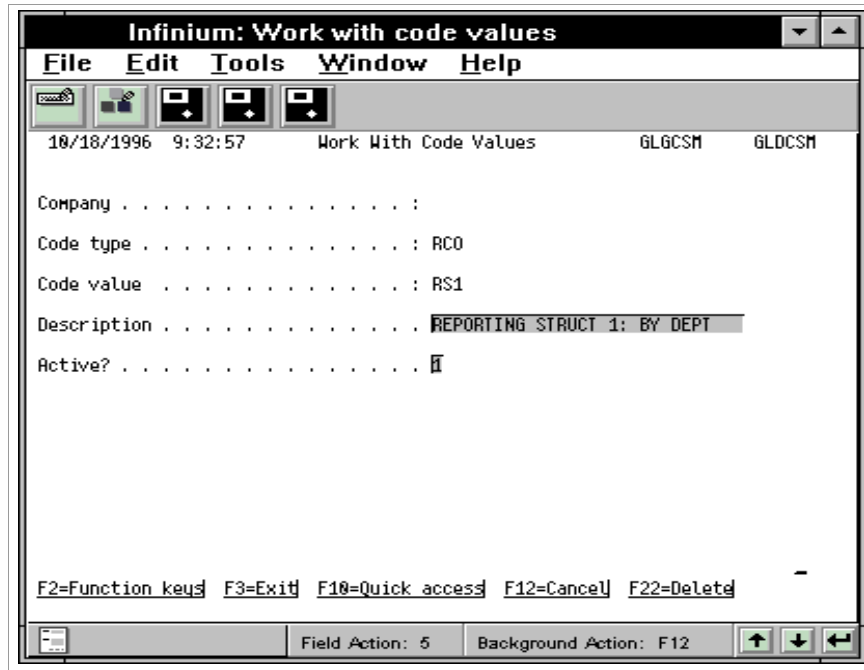 Infinium: Work with code values
File Edit Tools Window Help
10/18/1996 9:32:57 Work With Code Values GLGCSM GLDCSM
Company . . . . . . . . . . . . . . . :
Code type . . . . . . . . . . . . . . : RCO
Code value . . . . . . . . . . . . . : RS1
Description . . . . . . . . . . . . . REPORTING STRUCT 1: BY DEPT
Active? . . . . . . . . . . . . . . . 1
F2=Function keys F3=Exit F10=Quick access F12=Cancel F22=Delete
Field Action: 5 Background Action: F12